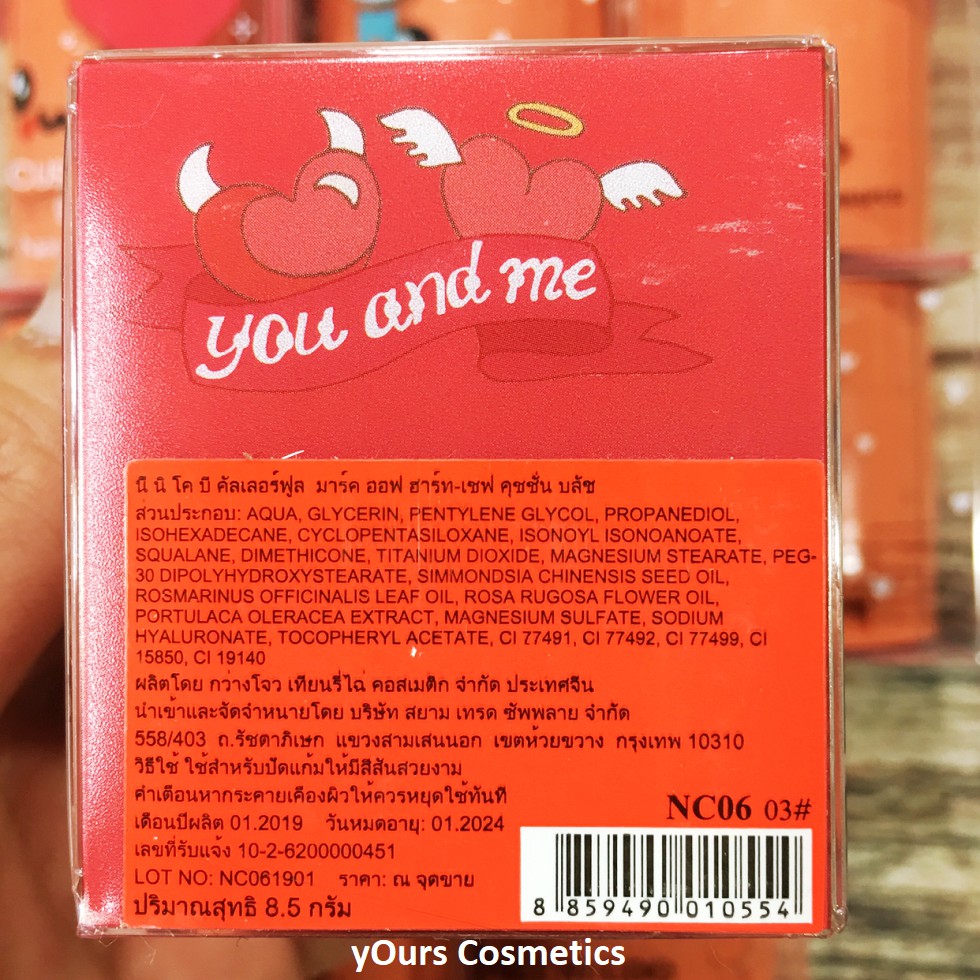 you and me
นี นิ โค บี คัลเลอร์ฟูล มาร์ค ออฟ ฮาร์ท-เชฟ คุชชั่น บลัช
ส่วนประกอบ: AQUA, GLYCERIN, PENTYLENE GLYCOL, PROPANEDIOL,
ISOHEXADECANE, CYCLOPENTASILOXANE, ISONOYL ISONOANOATE,
SQUALANE, DIMETHICONE, TITANIUM DIOXIDE, MAGNESIUM STEARATE, PEG-
30 DIPOLYHYDROXYSTEARATE, SIMMONDSIA CHINENSIS SEED OIL,
ROSMARINUS OFFICINALIS LEAF OIL, ROSA RUGOSA FLOWER OIL,
PORTULACA OLERACEA EXTRACT, MAGNESIUM SULFATE, SODIUM
HYALURONATE, TOCOPHERYL ACETATE, CI 77491, CI 77492, CI 77499, CI
15850, CI 19140
ผลิตโดย กว่างโจว เทียนรี่ไฉ่ คอสเมติก จำกัด ประเทศจีน
นำเข้าและจัดจำหน่ายโดย บริษัท สยาม เทรด ซัพพลาย จำกัด
558/403 ถ.รัชดาภิเษก แขวงสามเสนนอก เขตห้วยขวาง กรุงเทพ 10310
วิธีใช้ ใช้สำหรับปัดแก้มให้มีสีสันสวยงาม
คำเตือนหากระคายเคืองผิวให้ควรหยุดใช้ทันที
NC06 03#
เดือนปีผลิต 01.2019 วันหมดอายุ: 01.2024
เลขที่รับแจ้ง 10-2-6200000451
LOT NO: NC061901 ราคา: ณ จุดขาย
ปริมาณสุทธิ 8.5 กรัม
8 859490 010554
yOurs Cosmetics